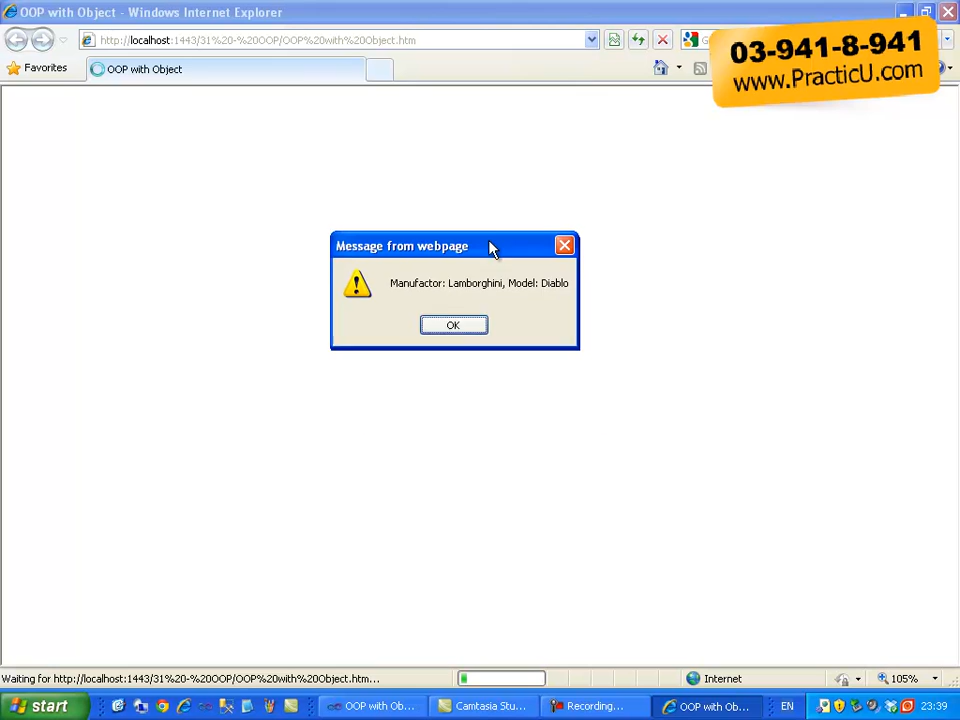 OOP with Object - Windows Internet Explorer
http://localhost:1443/31%20-%20OOP/OOP%20with%20Object.htm
03-941-8-941
www.PracticU.com
Favorites
OOP with Object
Message from webpage
Manufactor: Lamborghini, Model: Diablo
OK
Waiting for http://localhost:1443/31%20-%20OOP/OOP%20with%20Object.htm...
Internet
105%
start
OOP with Ob...
Camtasia Stu...
Recording...
OOP with Obj...
EN
23:39